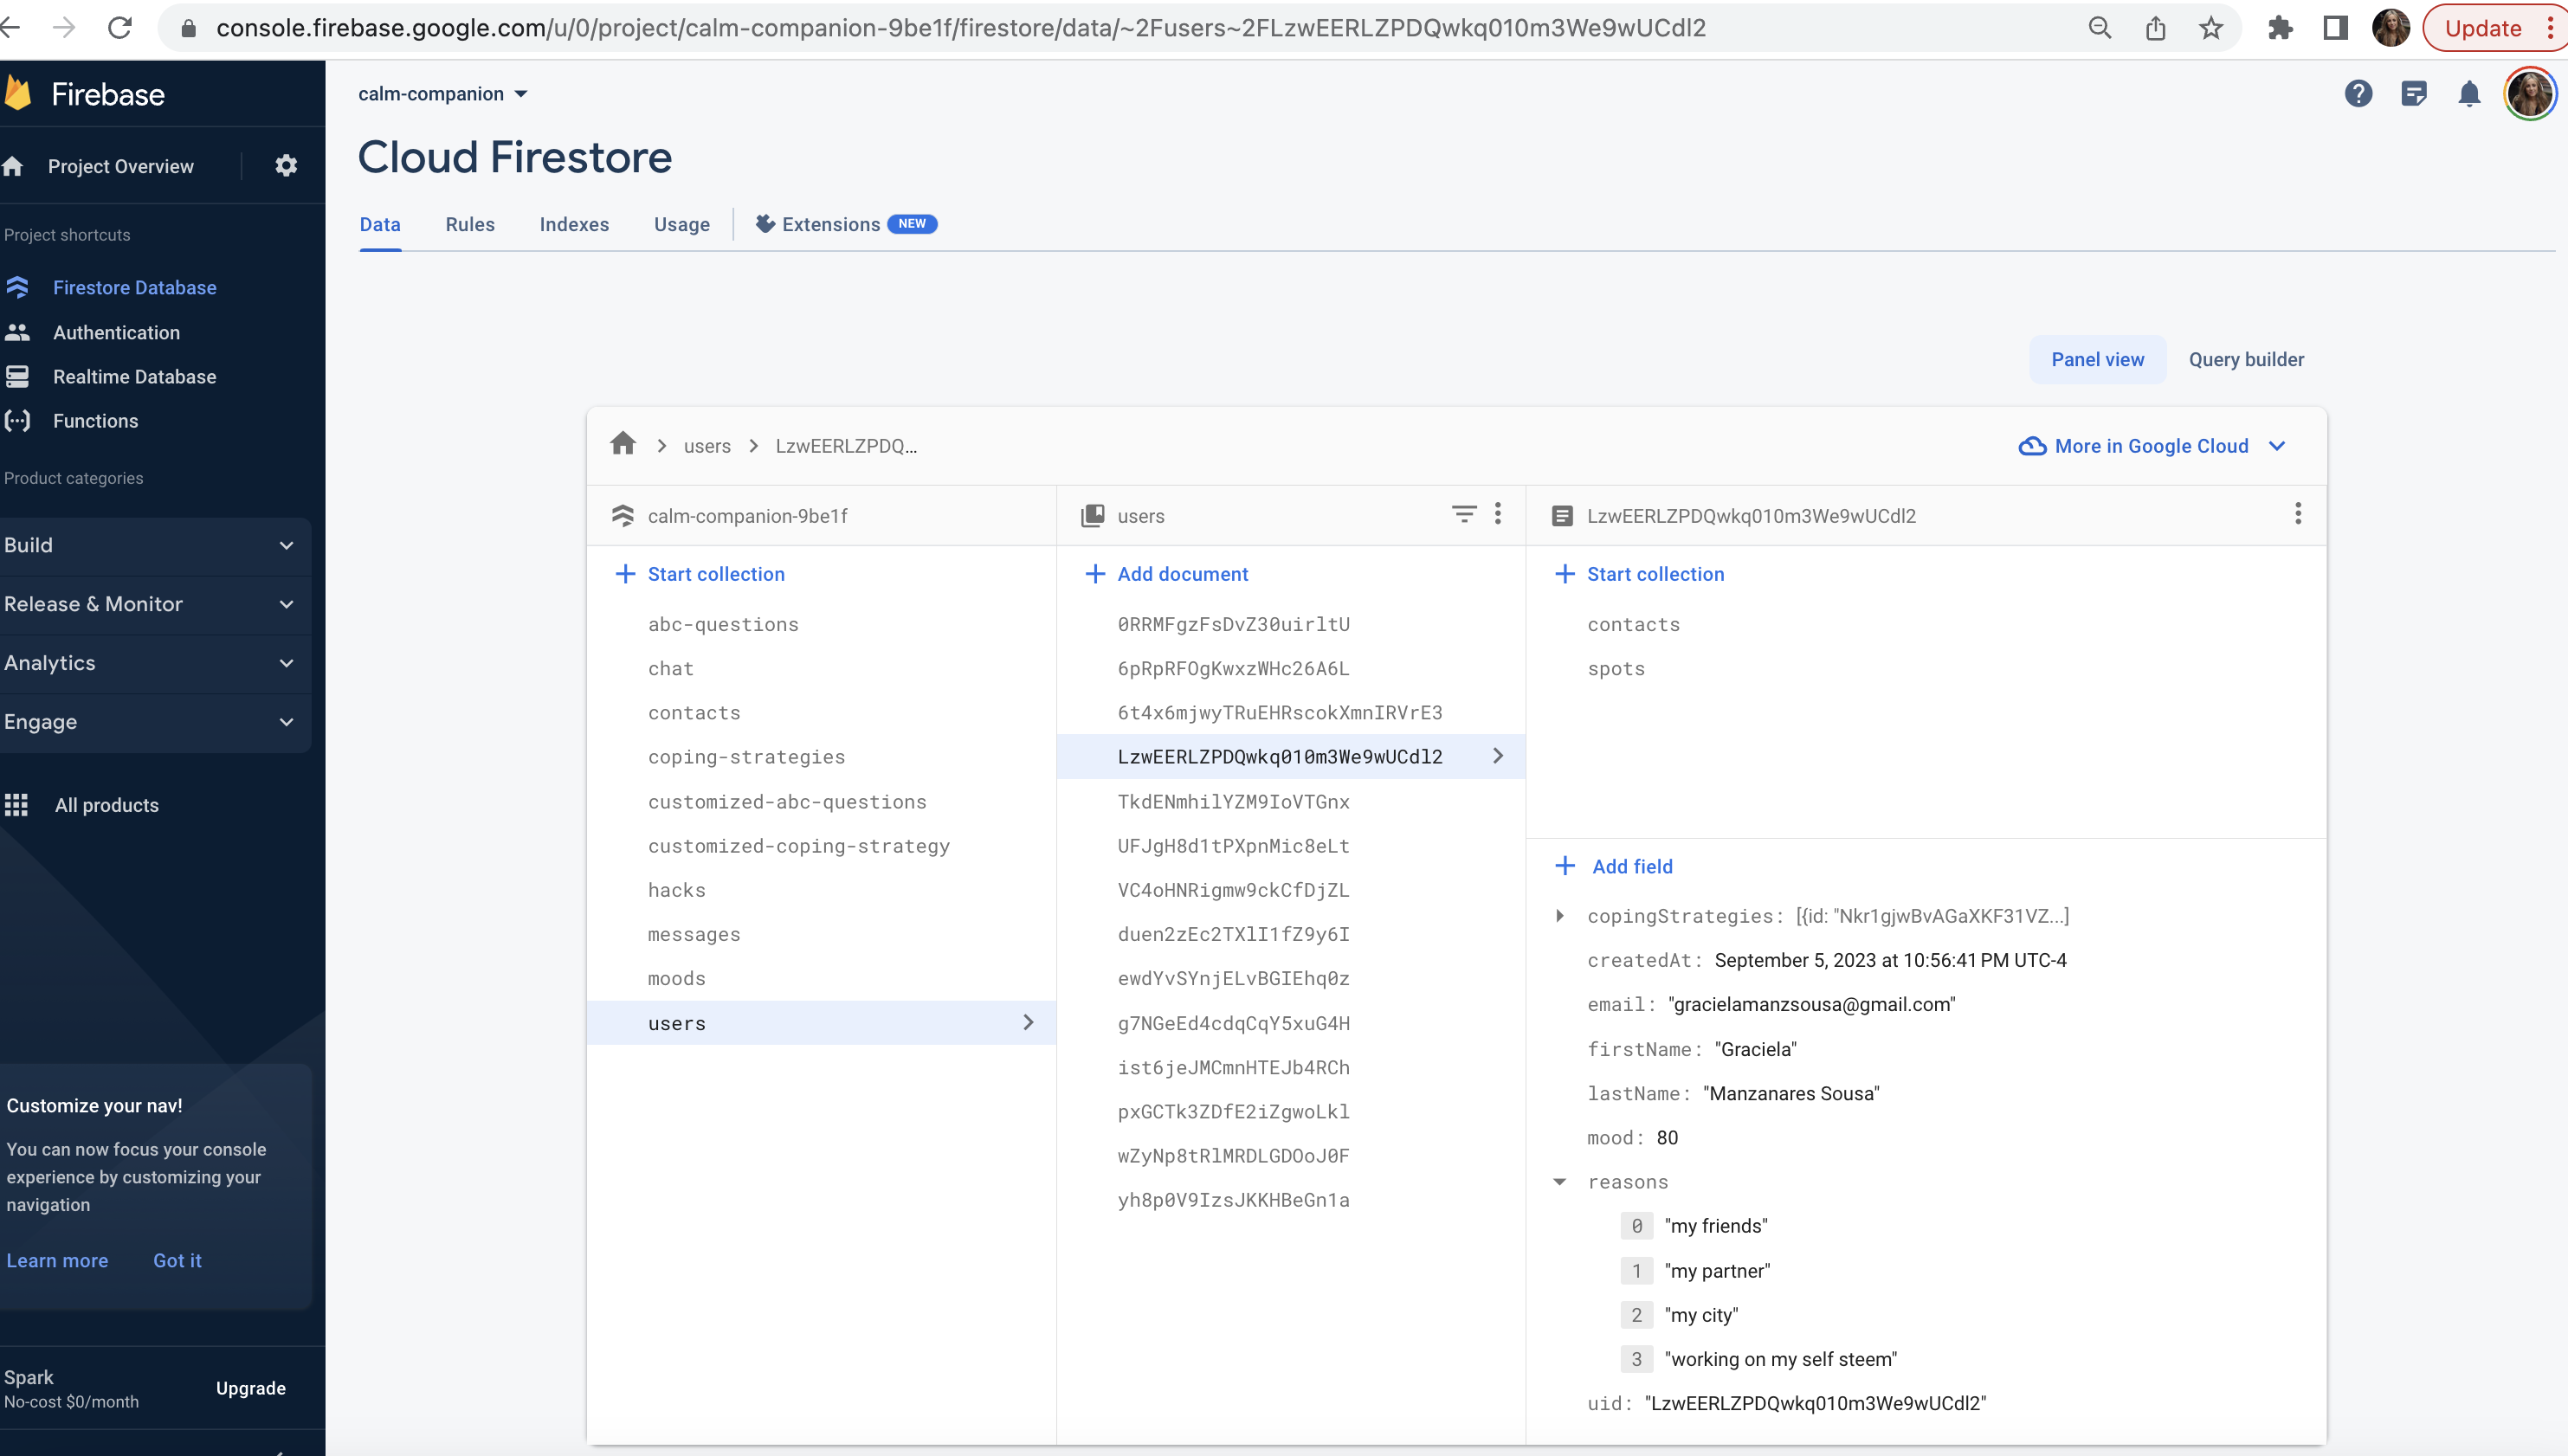 console.firebase.google.com/u/0/project/calm-companion-9be1f/firestore/data/~2Fusers~2FLzwEERLZPDQwkq010m3We9wUCdl2
Update
Firebase
Project Overview
Project shortcuts
Firestore Database
Authentication
Realtime Database
Functions
Product categories
Build
Release & Monitor
Analytics
Engage
All products
Customize your nav!
You can now focus your console
experience by customizing your
navigation
Learn more Got it
Spark
No-cost $0/month
Upgrade
calm-companion
Cloud Firestore
Data Rules Indexes Usage Extensions NEW
Panel view Query builder
users LzwEERLZPDQ...
More in Google Cloud
calm-companion-9be1f
Start collection
abc-questions
chat
contacts
coping-strategies
customized-abc-questions
customized-coping-strategy
hacks
messages
moods
users
users
Add document
0RRMFgzFsDvZ30uirltU
6pRpRFOgKwxzWHc26A6L
6t4x6mjwyTRuEHRscokXmnIRVrE3
LzwEERLZPDQwkq010m3We9wUCdl2
TkdENmhilYZM9IoVTGnx
UFJgH8d1tPXpnMic8eLt
VC4oHNRigmw9ckCfDjZL
duen2zEc2TXlI1fZ9y6I
ewdYvSYnjELvBGIEhq0z
g7NGeEd4cdqCqY5xuG4H
ist6jeJMCmnHTEJb4RCh
pxGCTk3ZDfE2iZgwoLkl
wZyNp8tRlMRDLGDOoJ0F
yh8p0V9IzsJKKHBeGn1a
LzwEERLZPDQwkq010m3We9wUCdl2
Start collection
contacts
spots
Add field
copingStrategies: [{id: "Nkr1gjwBvAGaXKF31VZ...]
createdAt: September 5, 2023 at 10:56:41 PM UTC-4
email: "gracielamanzsousa@gmail.com"
firstName: "Graciela"
lastName: "Manzanares Sousa"
mood: 80
reasons
0 "my friends"
1 "my partner"
2 "my city"
3 "working on my self steem"
uid: "LzwEERLZPDQwkq010m3We9wUCdl2"